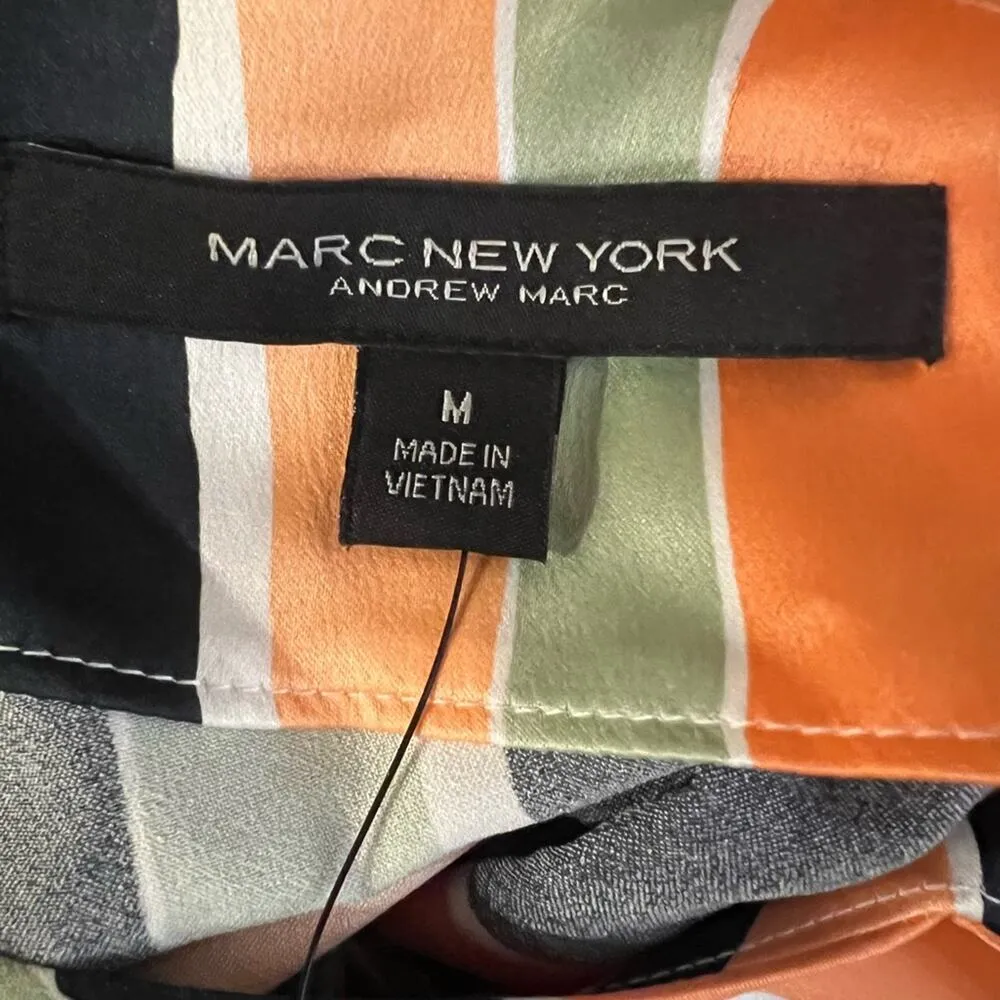 MARC NEW YORK
ANDREW MARC
M
MADE IN
VIETNAM